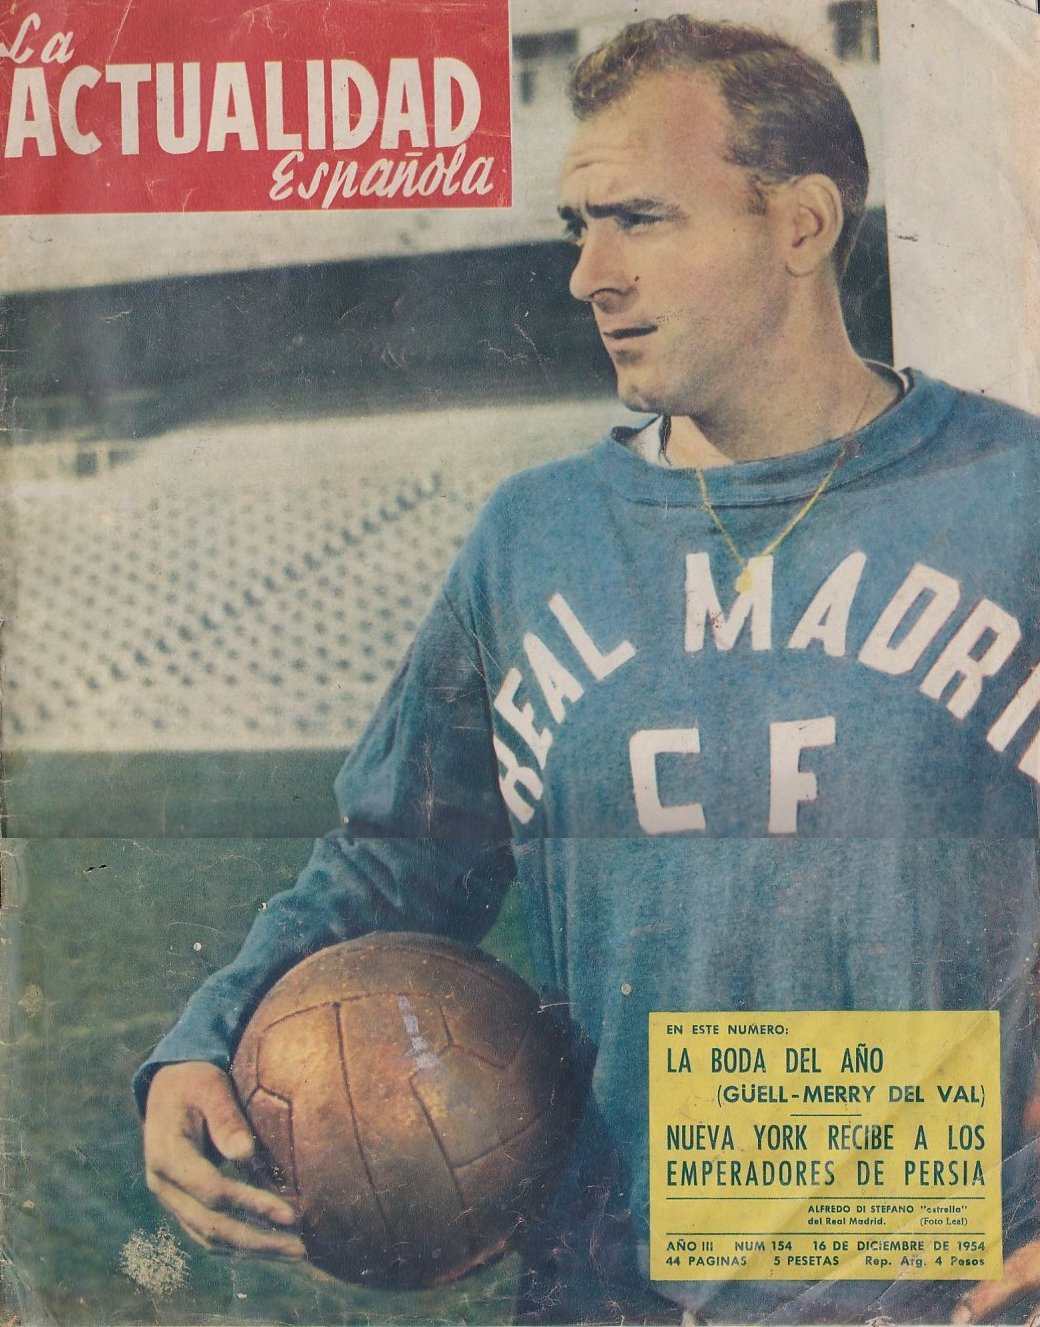 La
ACTUALIDAD
Española
REAL MADRID
C F
EN ESTE NUMERO:
LA BODA DEL AÑO
(GÜELL-MERRY DEL VAL)
NUEVA YORK RECIBE A LOS
EMPERADORES DE PERSIA
ALFREDO DI STEFANO "estrella"
del Real Madrid. (Foto Leal)
AÑO III NUM 154 16 DE DICIEMBRE DE 1954
44 PAGINAS 5 PESETAS Rep. Arg. 4 Pesos